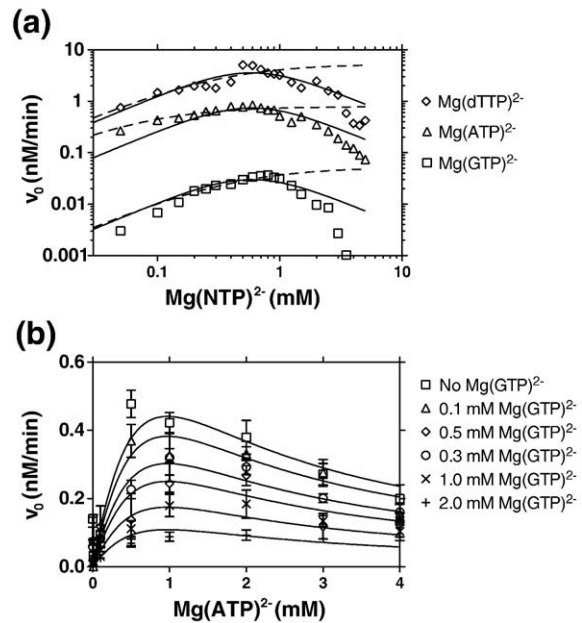 (a)
10
1
0.1
0.01
0.001
v₀ (nM/min)
0.1
1
10
Mg(NTP)²⁻ (mM)
◇ Mg(dTTP)²⁻
△ Mg(ATP)²⁻
□ Mg(GTP)²⁻
(b)
0.6
0.4
0.2
0.0
v₀ (nM/min)
0
1
2
3
4
Mg(ATP)²⁻ (mM)
□ No Mg(GTP)²⁻
△ 0.1 mM Mg(GTP)²⁻
◇ 0.5 mM Mg(GTP)²⁻
○ 0.3 mM Mg(GTP)²⁻
× 1.0 mM Mg(GTP)²⁻
+ 2.0 mM Mg(GTP)²⁻